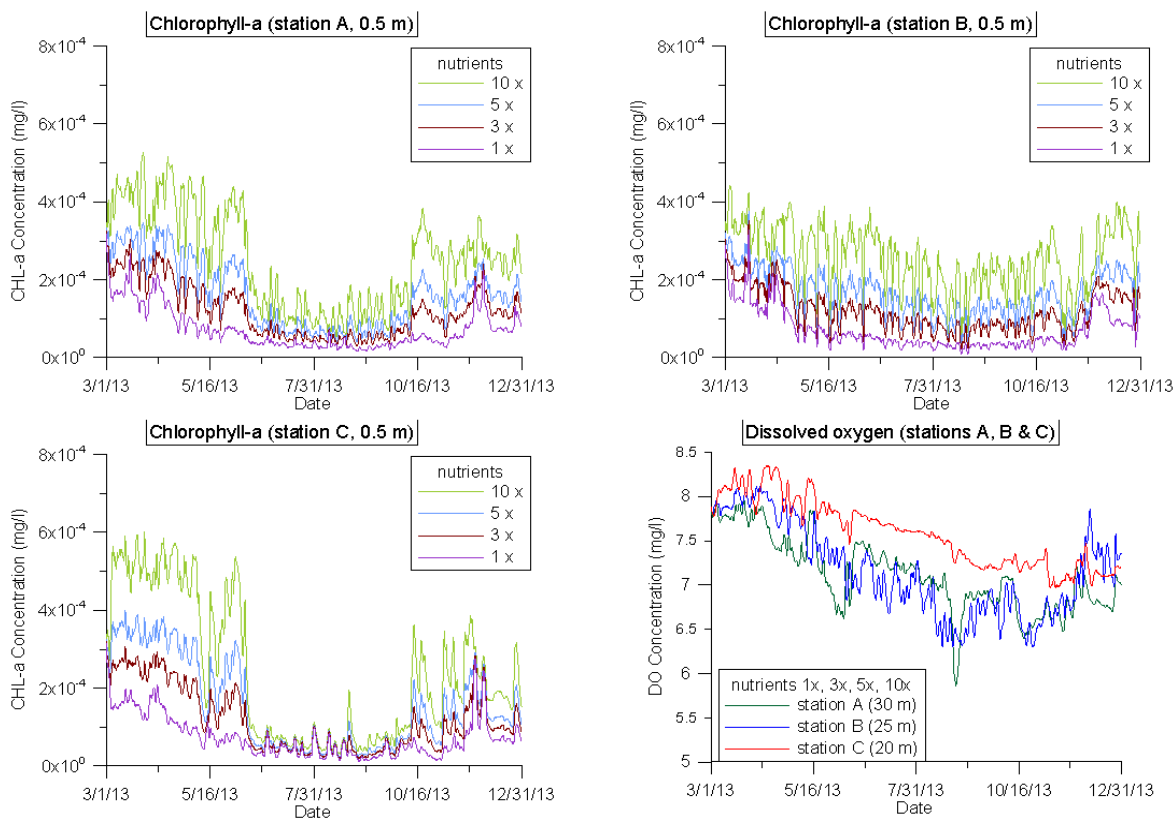 Chlorophyll-a (station A, 0.5 m)
8x10⁻⁴
6x10⁻⁴
4x10⁻⁴
2x10⁻⁴
0x10⁰
CHL-a Concentration (mg/l)
nutrients
10 x
5 x
3 x
1 x
3/1/13 5/16/13 7/31/13 10/16/13 12/31/13
Date
Chlorophyll-a (station B, 0.5 m)
8x10⁻⁴
6x10⁻⁴
4x10⁻⁴
2x10⁻⁴
0x10⁰
CHL-a Concentration (mg/l)
nutrients
10 x
5 x
3 x
1 x
3/1/13 5/16/13 7/31/13 10/16/13 12/31/13
Date
Chlorophyll-a (station C, 0.5 m)
8x10⁻⁴
6x10⁻⁴
4x10⁻⁴
2x10⁻⁴
0x10⁰
CHL-a Concentration (mg/l)
nutrients
10 x
5 x
3 x
1 x
3/1/13 5/16/13 7/31/13 10/16/13 12/31/13
Date
Dissolved oxygen (stations A, B & C)
8.5
8
7.5
7
6.5
6
5.5
5
DO Concentration (mg/l)
nutrients 1x, 3x, 5x, 10x
station A (30 m)
station B (25 m)
station C (20 m)
3/1/13 5/16/13 7/31/13 10/16/13 12/31/13
Date